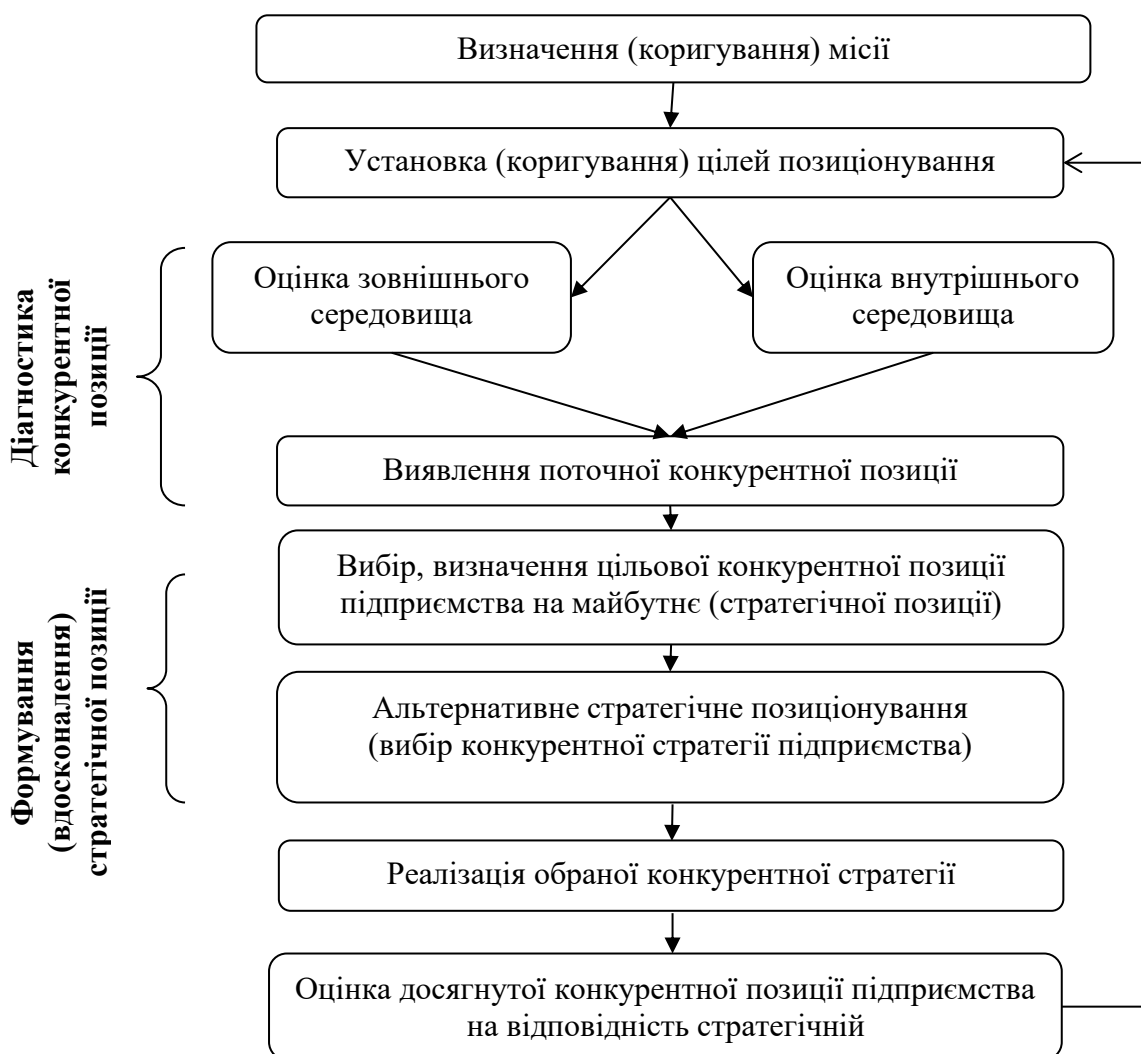 Визначення (коригування) місії
Установка (коригування) цілей позиціонування
Діагностика
конкурентної
позиції
Оцінка зовнішнього
середовища
Оцінка внутрішнього
середовища
Виявлення поточної конкурентної позиції
Формування
(вдосконалення)
стратегічної позиції
Вибір, визначення цільової конкурентної позиції
підприємства на майбутнє (стратегічної позиції)
Альтернативне стратегічне позиціонування
(вибір конкурентної стратегії підприємства)
Реалізація обраної конкурентної стратегії
Оцінка досягнутої конкурентної позиції підприємства
на відповідність стратегічній